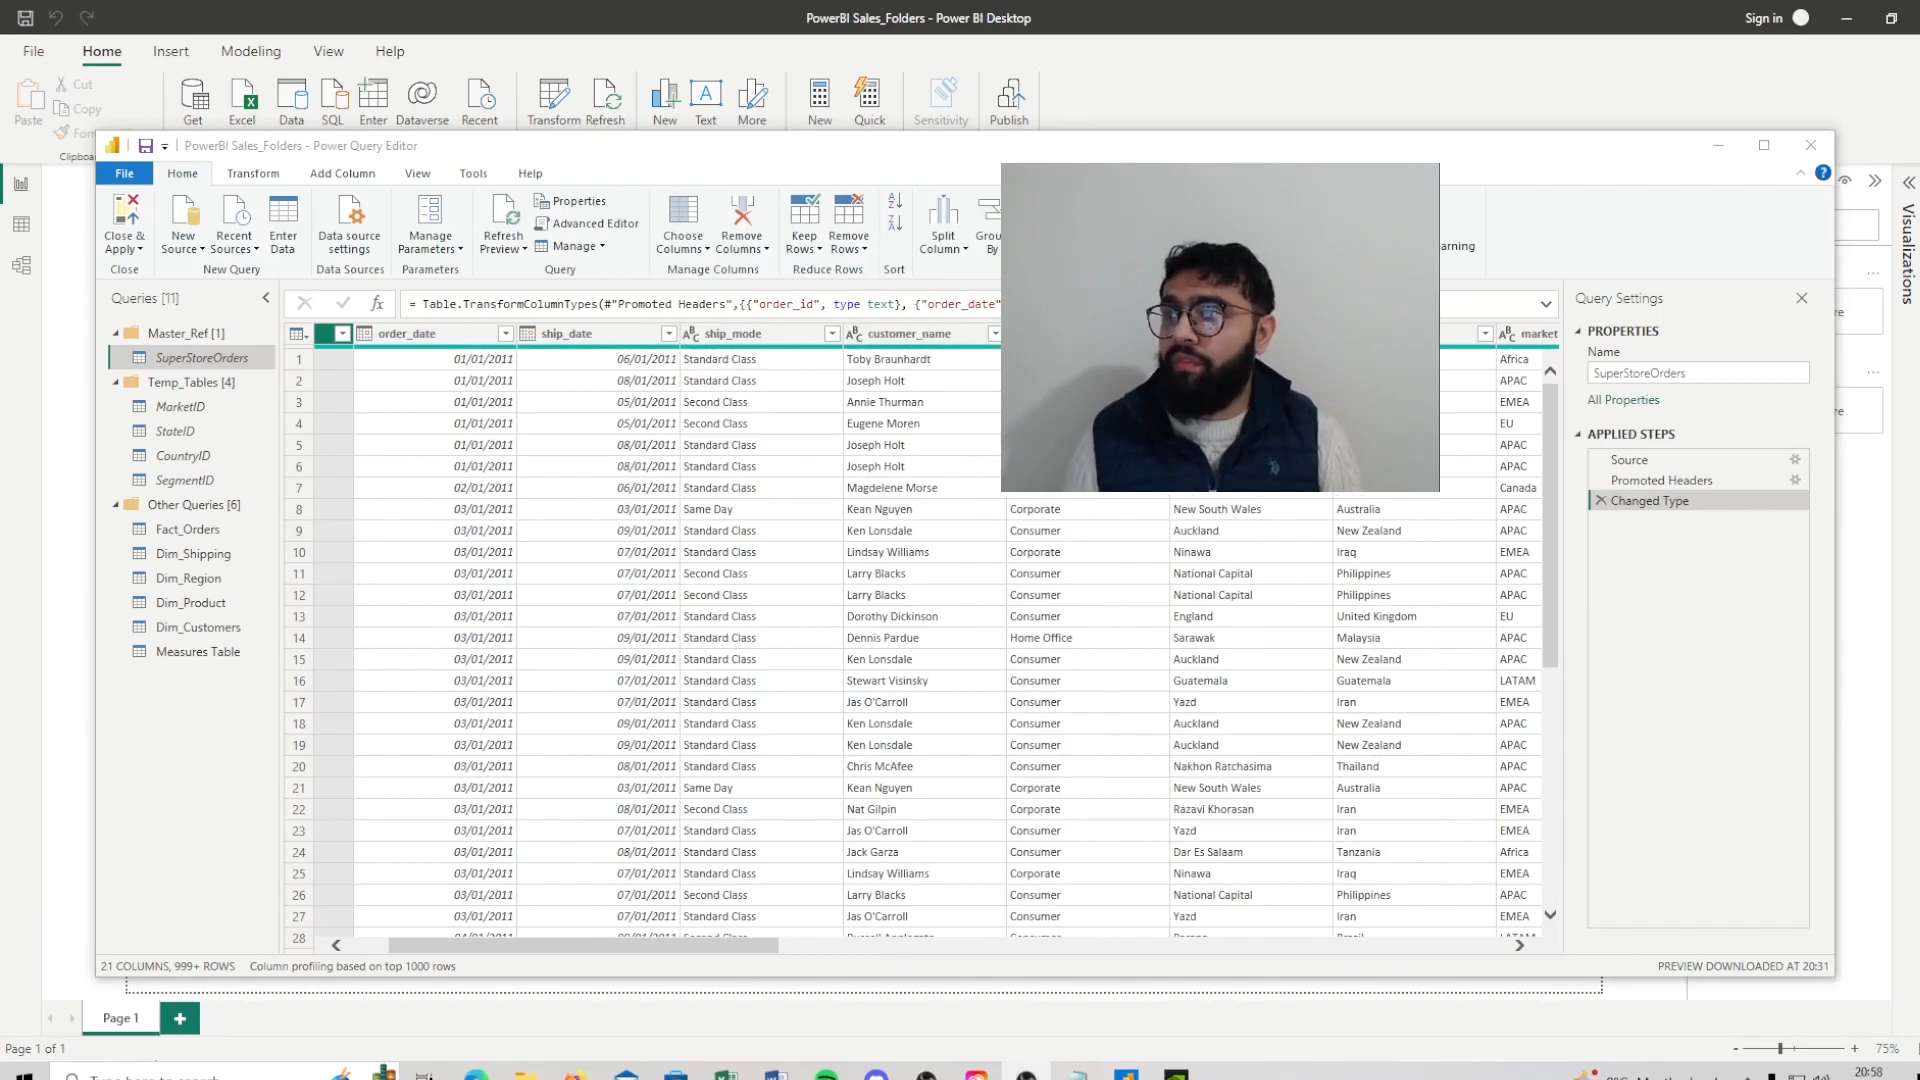 PowerBI Sales_Folders - Power BI Desktop
Sign in
File Home Insert Modeling View Help
Paste
Cut
Copy
Clipboa
Get Excel Data SQL Enter Dataverse Recent Transform Refresh New Text More New Quick Sensitivity Publish
PowerBI Sales_Folders - Power Query Editor
File Home Transform Add Column View Tools Help
Close & Apply
New Source
Recent Sources
Enter Data
Data source settings
Manage Parameters
Refresh Preview
Properties
Advanced Editor
Manage
Choose Columns
Remove Columns
Keep Rows
Remove Rows
Split Column
Grou By
earning
Close New Query Data Sources Parameters Query Manage Columns Reduce Rows Sort
Visualizations
Queries [11]
Master_Ref [1]
SuperStoreOrders
Temp_Tables [4]
MarketID
StateID
CountryID
SegmentID
Other Queries [6]
Fact_Orders
Dim_Shipping
Dim_Region
Dim_Product
Dim_Customers
Measures Table
= Table.TransformColumnTypes(#"Promoted Headers",{{"order_id", type text}, {"order_date"
order_date ship_date ship_mode customer_name market
1 01/01/2011 06/01/2011 Standard Class Toby Braunhardt Africa
2 01/01/2011 08/01/2011 Standard Class Joseph Holt APAC
3 01/01/2011 05/01/2011 Second Class Annie Thurman EMEA
4 01/01/2011 05/01/2011 Second Class Eugene Moren EU
5 01/01/2011 08/01/2011 Standard Class Joseph Holt APAC
6 01/01/2011 08/01/2011 Standard Class Joseph Holt APAC
7 02/01/2011 06/01/2011 Standard Class Magdelene Morse Canada
8 03/01/2011 03/01/2011 Same Day Kean Nguyen Corporate New South Wales Australia APAC
9 03/01/2011 09/01/2011 Standard Class Ken Lonsdale Consumer Auckland New Zealand APAC
10 03/01/2011 07/01/2011 Standard Class Lindsay Williams Corporate Ninawa Iraq EMEA
11 03/01/2011 07/01/2011 Second Class Larry Blacks Consumer National Capital Philippines APAC
12 03/01/2011 07/01/2011 Second Class Larry Blacks Consumer National Capital Philippines APAC
13 03/01/2011 07/01/2011 Standard Class Dorothy Dickinson Consumer England United Kingdom EU
14 03/01/2011 09/01/2011 Standard Class Dennis Pardue Home Office Sarawak Malaysia APAC
15 03/01/2011 09/01/2011 Standard Class Ken Lonsdale Consumer Auckland New Zealand APAC
16 03/01/2011 07/01/2011 Standard Class Stewart Visinsky Consumer Guatemala Guatemala LATAM
17 03/01/2011 07/01/2011 Standard Class Jas O'Carroll Consumer Yazd Iran EMEA
18 03/01/2011 09/01/2011 Standard Class Ken Lonsdale Consumer Auckland New Zealand APAC
19 03/01/2011 09/01/2011 Standard Class Ken Lonsdale Consumer Auckland New Zealand APAC
20 03/01/2011 08/01/2011 Standard Class Chris McAfee Consumer Nakhon Ratchasima Thailand APAC
21 03/01/2011 03/01/2011 Same Day Kean Nguyen Corporate New South Wales Australia APAC
22 03/01/2011 08/01/2011 Second Class Nat Gilpin Corporate Razavi Khorasan Iran EMEA
23 03/01/2011 07/01/2011 Standard Class Jas O'Carroll Consumer Yazd Iran EMEA
24 03/01/2011 08/01/2011 Standard Class Jack Garza Consumer Dar Es Salaam Tanzania Africa
25 03/01/2011 07/01/2011 Standard Class Lindsay Williams Corporate Ninawa Iraq EMEA
26 03/01/2011 07/01/2011 Second Class Larry Blacks Consumer National Capital Philippines APAC
27 03/01/2011 07/01/2011 Standard Class Jas O'Carroll Consumer Yazd Iran EMEA
28
Query Settings
PROPERTIES
Name
SuperStoreOrders
All Properties
APPLIED STEPS
Source
Promoted Headers
Changed Type
21 COLUMNS, 999+ ROWS Column profiling based on top 1000 rows
PREVIEW DOWNLOADED AT 20:31
Page 1
Page 1 of 1
75%
20:58